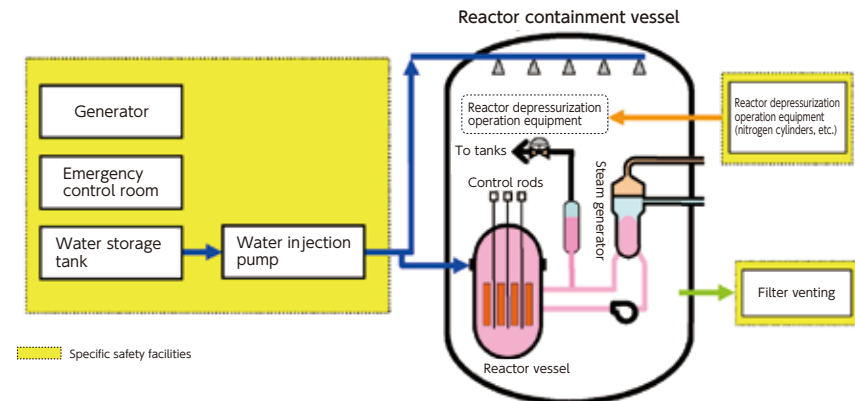 Reactor containment vessel
Generator
Emergency
control room
Water storage
tank
Water injection
pump
Reactor depressurization
operation equipment
To tanks
Control rods
Steam generator
Reactor vessel
Reactor depressurization
operation equipment
(nitrogen cylinders, etc.)
Filter venting
Specific safety facilities